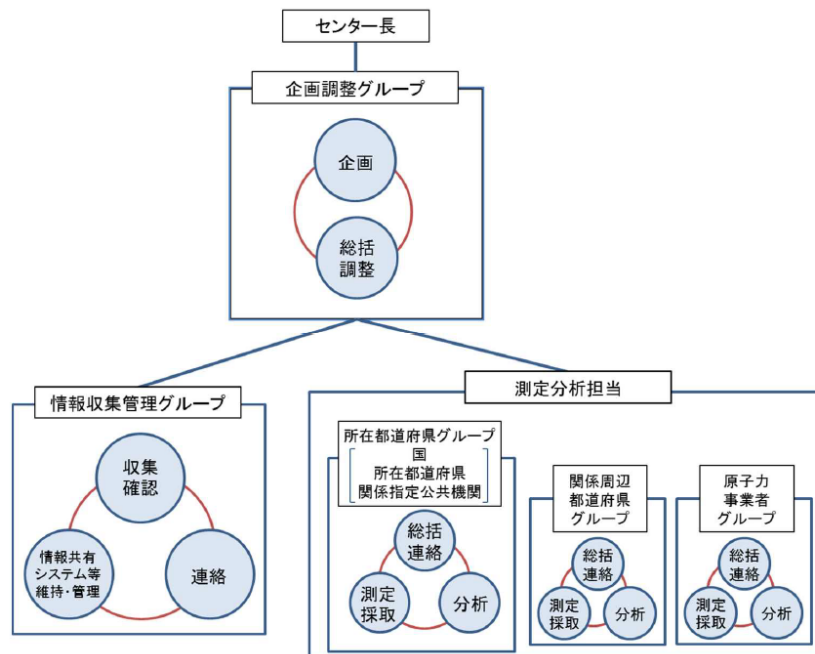 センター長
企画調整グループ
企画
総括
調整
情報収集管理グループ
収集
確認
情報共有
システム等
維持・管理
連絡
測定分析担当
所在都道府県グループ
国
所在都道府県
関係指定公共機関
総括
連絡
測定
採取
分析
関係周辺
都道府県
グループ
総括
連絡
測定
採取
分析
原子力
事業者
グループ
総括
連絡
測定
採取
分析